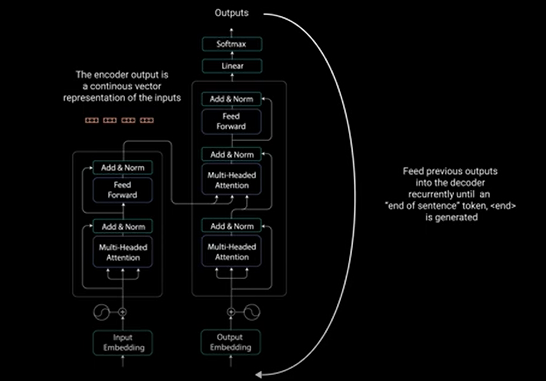 Outputs
Softmax
Linear
The encoder output is
a continous vector
representation of the inputs
Add & Norm
Feed
Forward
Add & Norm
Multi-Headed
Attention
Add & Norm
Feed
Forward
Add & Norm
Multi-Headed
Attention
Add & Norm
Multi-Headed
Attention
Input
Embedding
Output
Embedding
Feed previous outputs
into the decoder
recurrently until an
"end of sentence" token, <end>
is generated